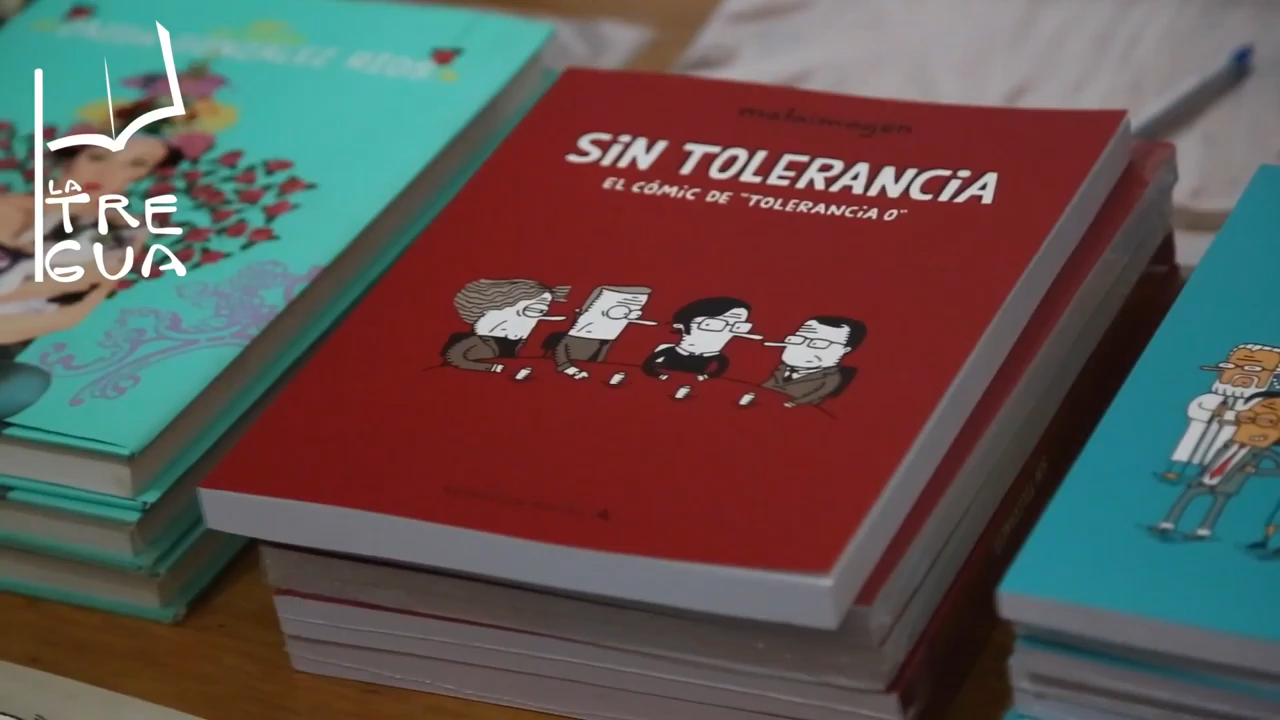 LA
TRE
GUA
malaimagen
SiN TOLERANCiA
EL CÓMiC DE "TOLERANCiA 0"